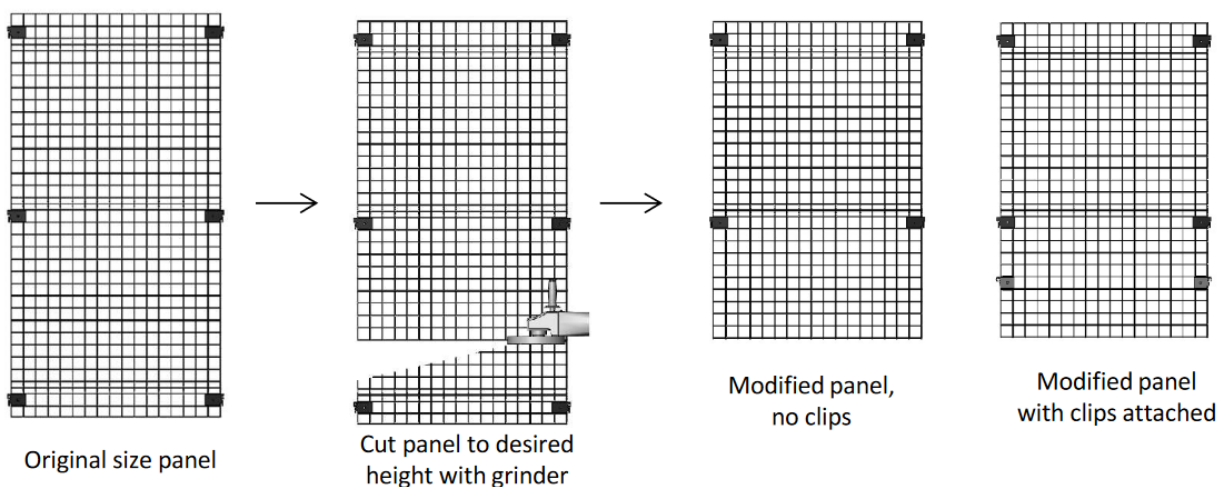 Original size panel
Cut panel to desired
height with grinder
Modified panel,
no clips
Modified panel
with clips attached